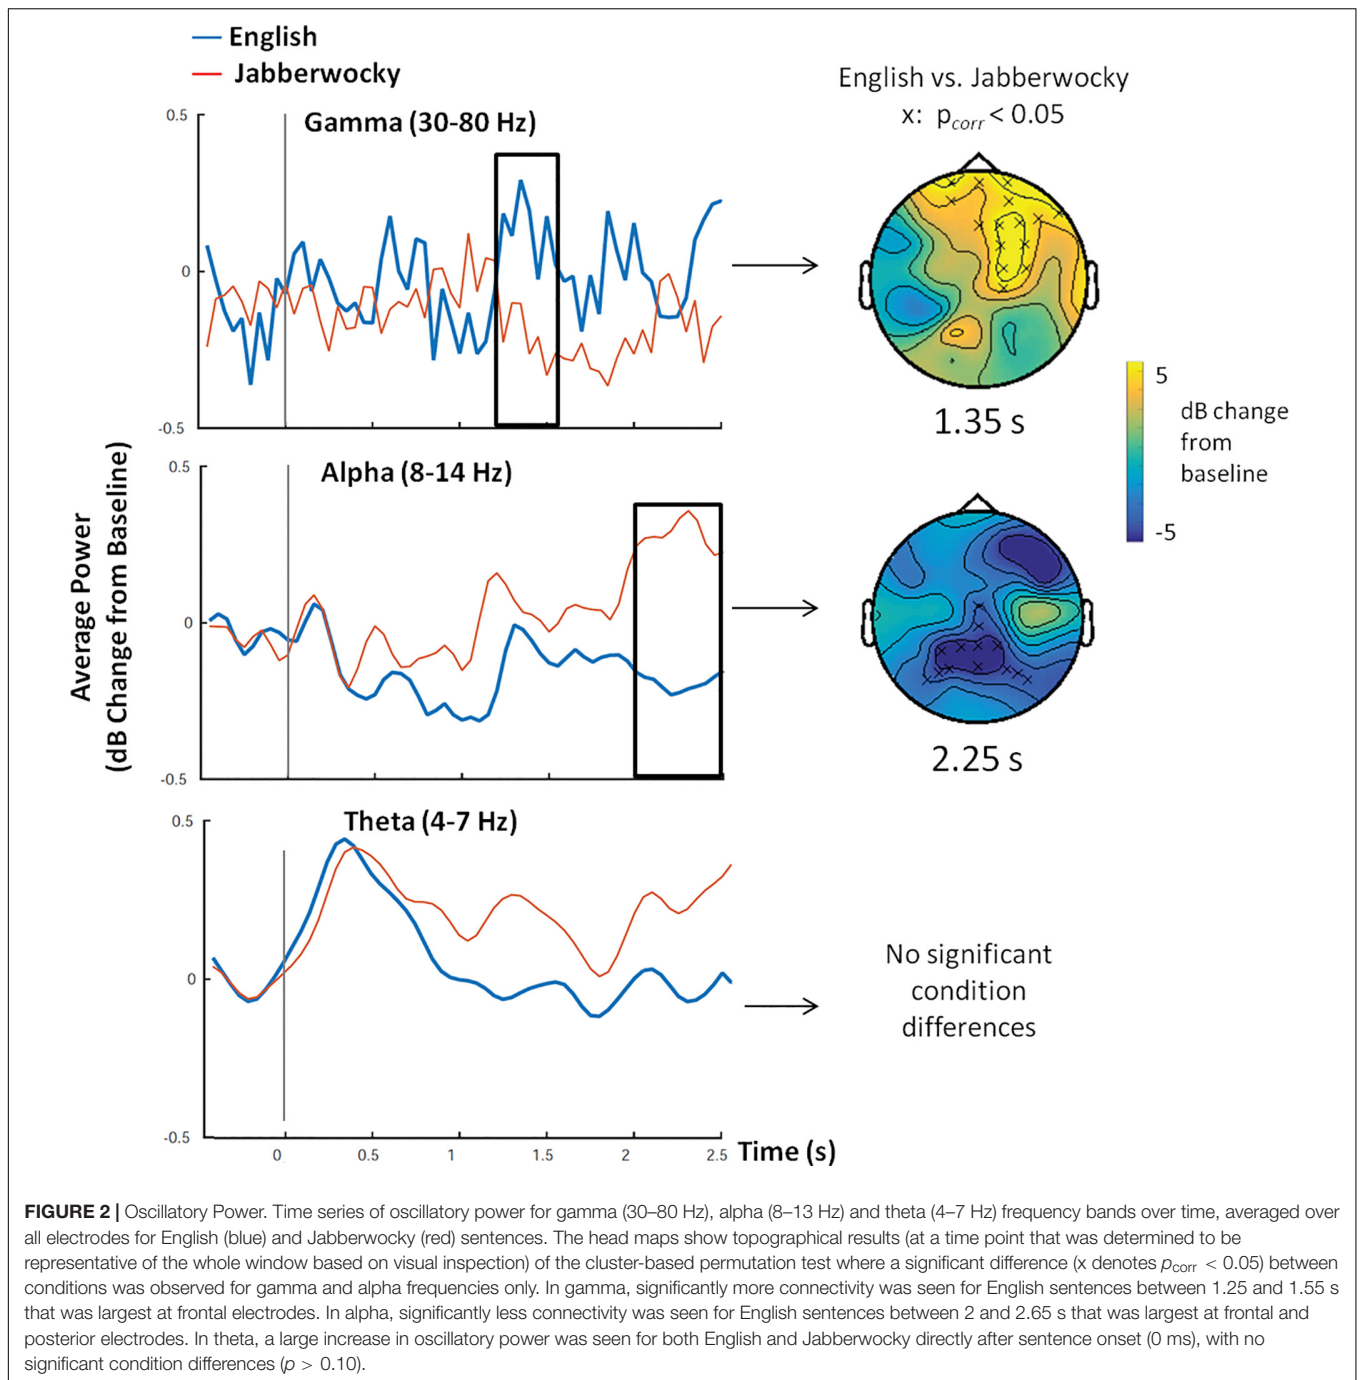 English
Jabberwocky
English vs. Jabberwocky
x: pcorr < 0.05
Gamma (30-80 Hz)
0.5
0
-0.5
1.35 s
5
dB change
from
baseline
-5
Average Power
(dB Change from Baseline)
Alpha (8-14 Hz)
0.5
0
-0.5
2.25 s
Theta (4-7 Hz)
0.5
0
-0.5
No significant
condition
differences
0 0.5 1 1.5 2 2.5 Time (s)
FIGURE 2 | Oscillatory Power. Time series of oscillatory power for gamma (30–80 Hz), alpha (8–13 Hz) and theta (4–7 Hz) frequency bands over time, averaged over
all electrodes for English (blue) and Jabberwocky (red) sentences. The head maps show topographical results (at a time point that was determined to be
representative of the whole window based on visual inspection) of the cluster-based permutation test where a significant difference (x denotes pcorr < 0.05) between
conditions was observed for gamma and alpha frequencies only. In gamma, significantly more connectivity was seen for English sentences between 1.25 and 1.55 s
that was largest at frontal electrodes. In alpha, significantly less connectivity was seen for English sentences between 2 and 2.65 s that was largest at frontal and
posterior electrodes. In theta, a large increase in oscillatory power was seen for both English and Jabberwocky directly after sentence onset (0 ms), with no
significant condition differences (p > 0.10).